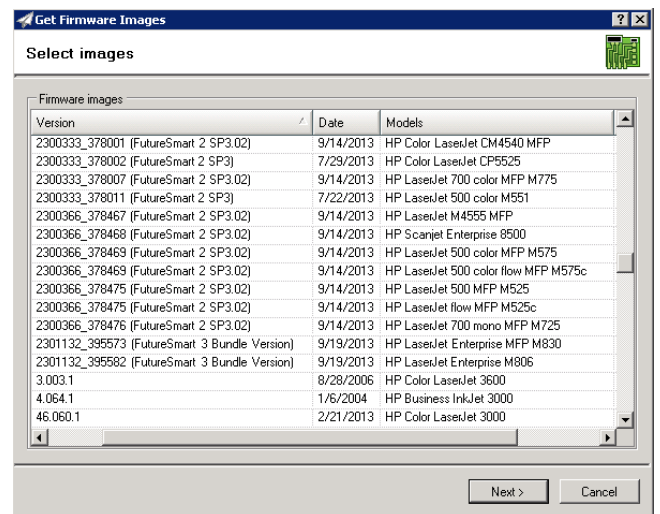 Get Firmware Images
Select images
Firmware images
Version Date Models
2300333_378001 (FutureSmart 2 SP3.02) 9/14/2013 HP Color LaserJet CM4540 MFP
2300333_378002 (FutureSmart 2 SP3) 7/29/2013 HP Color LaserJet CP5525
2300333_378007 (FutureSmart 2 SP3.02) 9/14/2013 HP LaserJet 700 color MFP M775
2300333_378011 (FutureSmart 2 SP3) 7/22/2013 HP LaserJet 500 color M551
2300366_378467 (FutureSmart 2 SP3.02) 9/14/2013 HP LaserJet M4555 MFP
2300366_378468 (FutureSmart 2 SP3.02) 9/14/2013 HP Scanjet Enterprise 8500
2300366_378469 (FutureSmart 2 SP3.02) 9/14/2013 HP LaserJet 500 color MFP M575
2300366_378469 (FutureSmart 2 SP3.02) 9/14/2013 HP LaserJet 500 color flow MFP M575c
2300366_378475 (FutureSmart 2 SP3.02) 9/14/2013 HP LaserJet 500 MFP M525
2300366_378475 (FutureSmart 2 SP3.02) 9/14/2013 HP LaserJet flow MFP M525c
2300366_378476 (FutureSmart 2 SP3.02) 9/14/2013 HP LaserJet 700 mono MFP M725
2301132_395573 (FutureSmart 3 Bundle Version) 9/19/2013 HP LaserJet Enterprise MFP M830
2301132_395582 (FutureSmart 3 Bundle Version) 9/19/2013 HP LaserJet Enterprise M806
3.003.1 8/28/2006 HP Color LaserJet 3600
4.064.1 1/6/2004 HP Business InkJet 3000
46.060.1 2/21/2013 HP Color LaserJet 3000
Next > Cancel